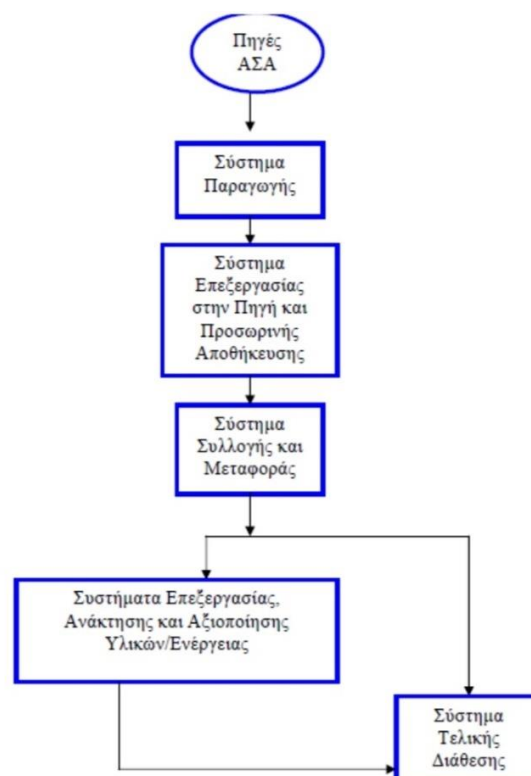 Πηγές
ΑΣΑ
Σύστημα
Παραγωγής
Σύστημα
Επεξεργασίας
στην Πηγή και
Προσωρινής
Αποθήκευσης
Σύστημα
Συλλογής και
Μεταφοράς
Συστήματα Επεξεργασίας,
Ανάκτησης και Αξιοποίησης
Υλικών/Ενέργειας
Σύστημα
Τελικής
Διάθεσης